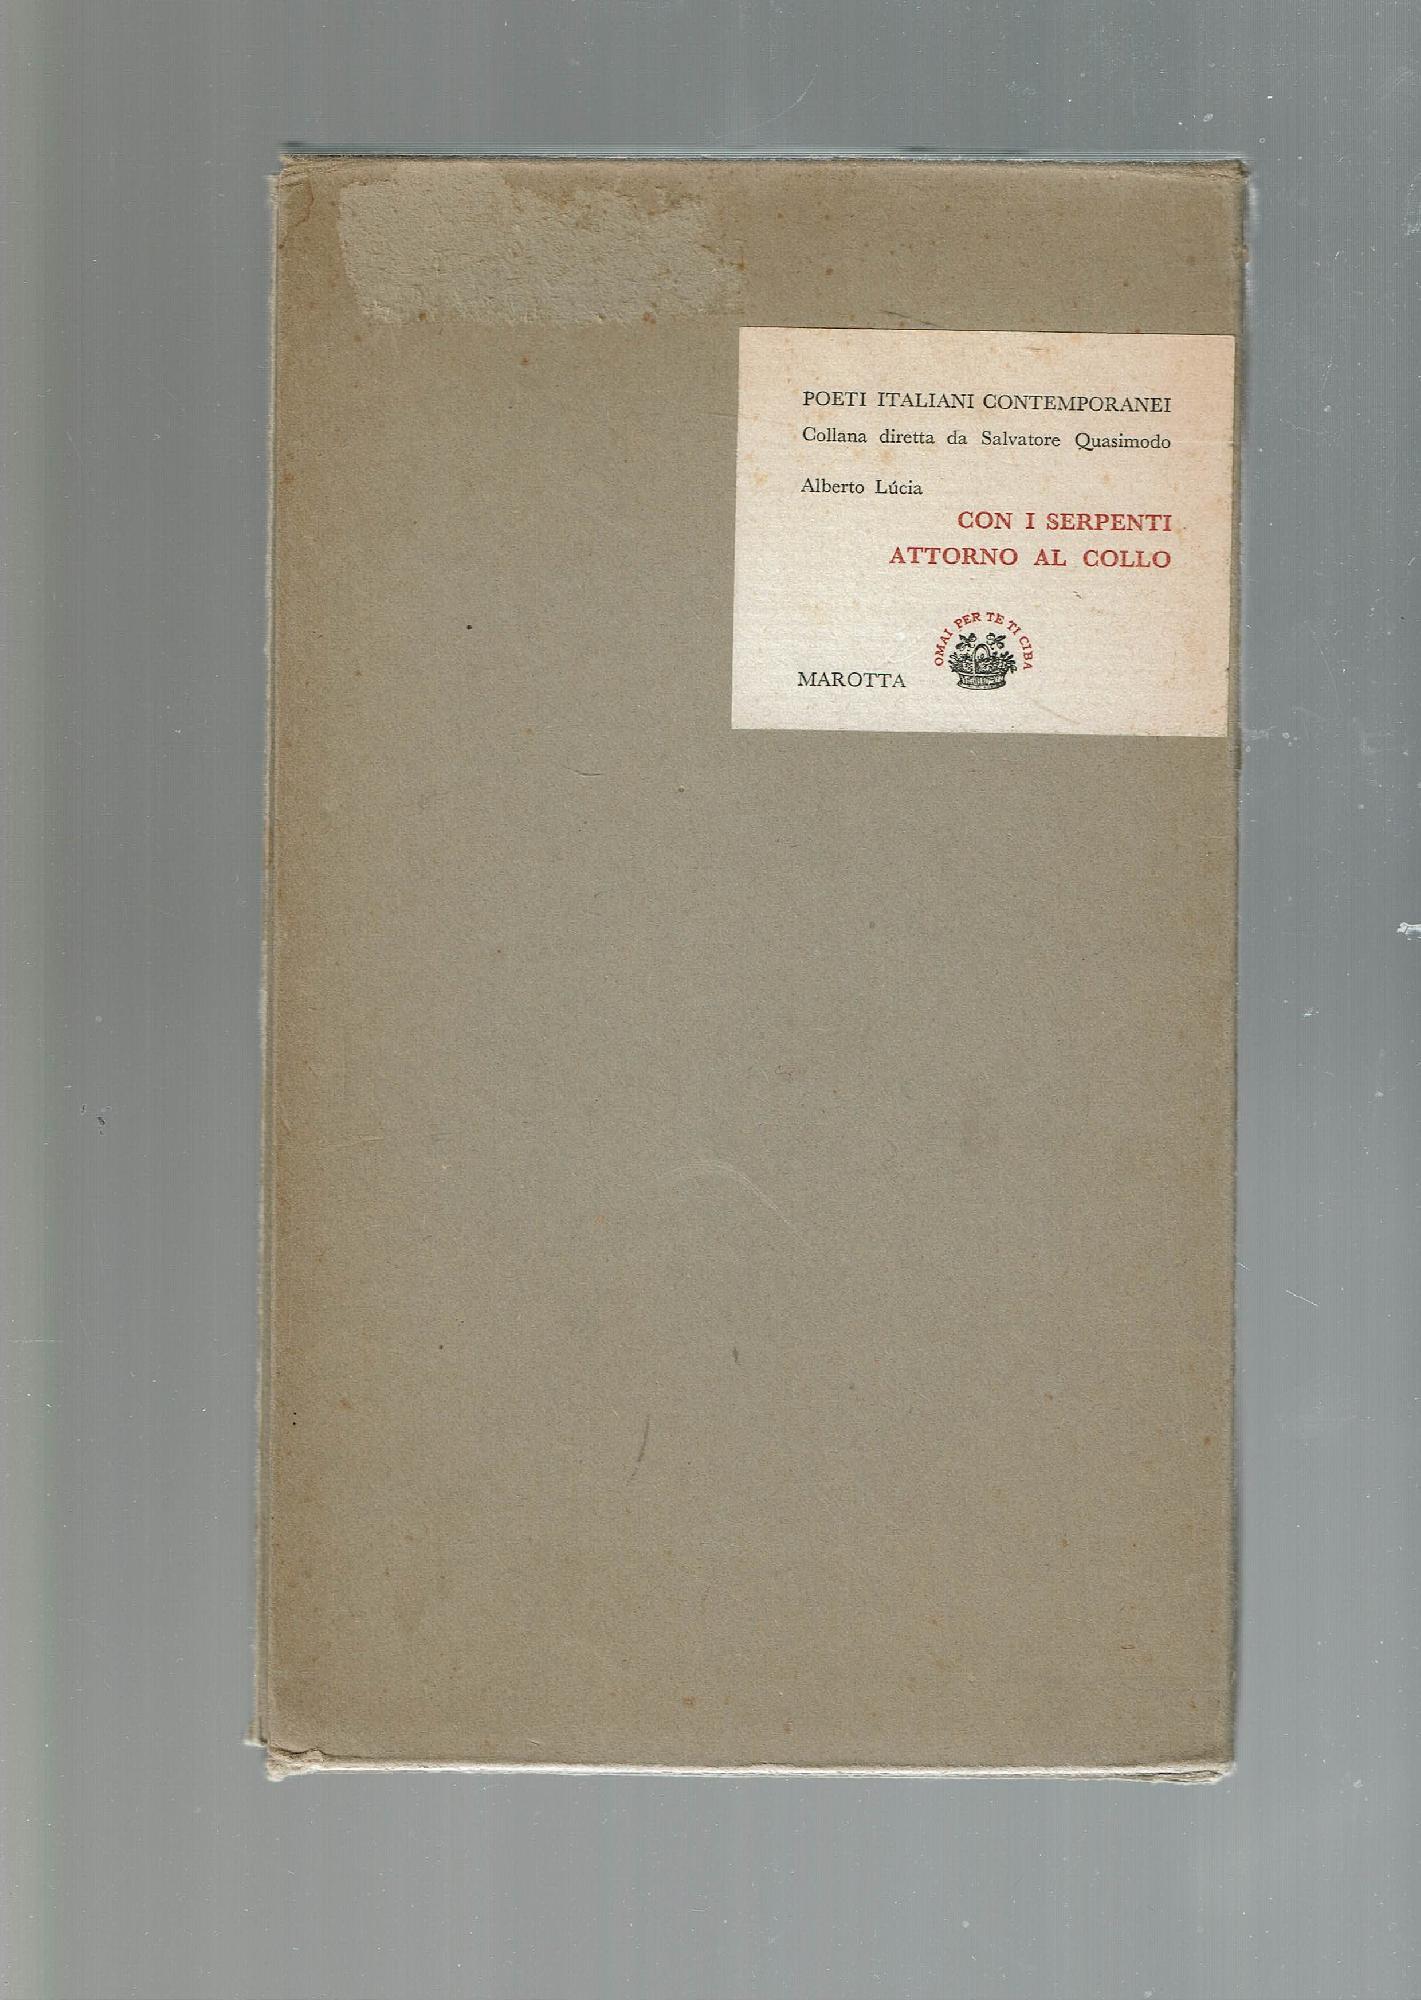 POETI ITALIANI CONTEMPORANEI
Collana diretta da Salvatore Quasimodo
Alberto Lúcia
CON I SERPENTI
ATTORNO AL COLLO
OMAI PER TE TI CIBA
MAROTTA